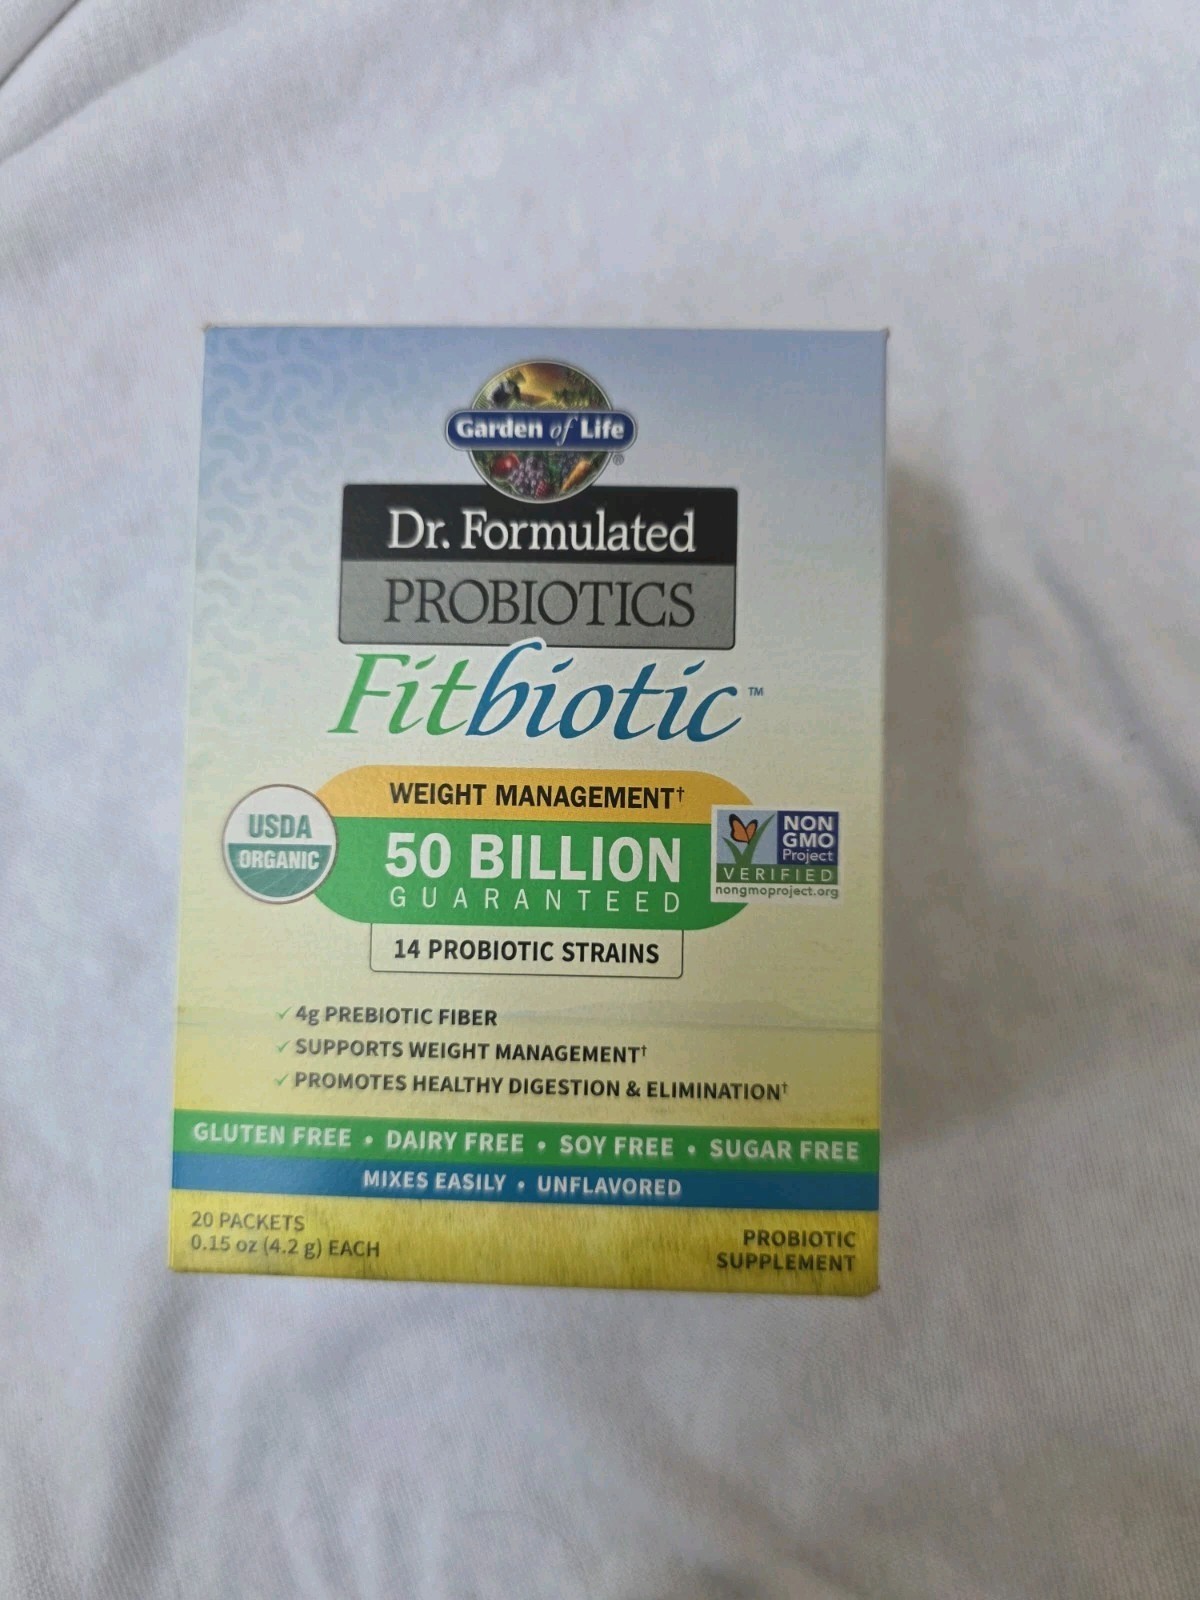 Garden of Life®
Dr. Formulated
PROBIOTICS™
Fitbiotic™
WEIGHT MANAGEMENT†
USDA
ORGANIC
50 BILLION
GUARANTEED
NON
GMO
Project
VERIFIED
nongmoproject.org
14 PROBIOTIC STRAINS
✓ 4g PREBIOTIC FIBER
✓ SUPPORTS WEIGHT MANAGEMENT†
✓ PROMOTES HEALTHY DIGESTION & ELIMINATION†
GLUTEN FREE • DAIRY FREE • SOY FREE • SUGAR FREE
MIXES EASILY • UNFLAVORED
20 PACKETS
0.15 oz (4.2 g) EACH
PROBIOTIC
SUPPLEMENT